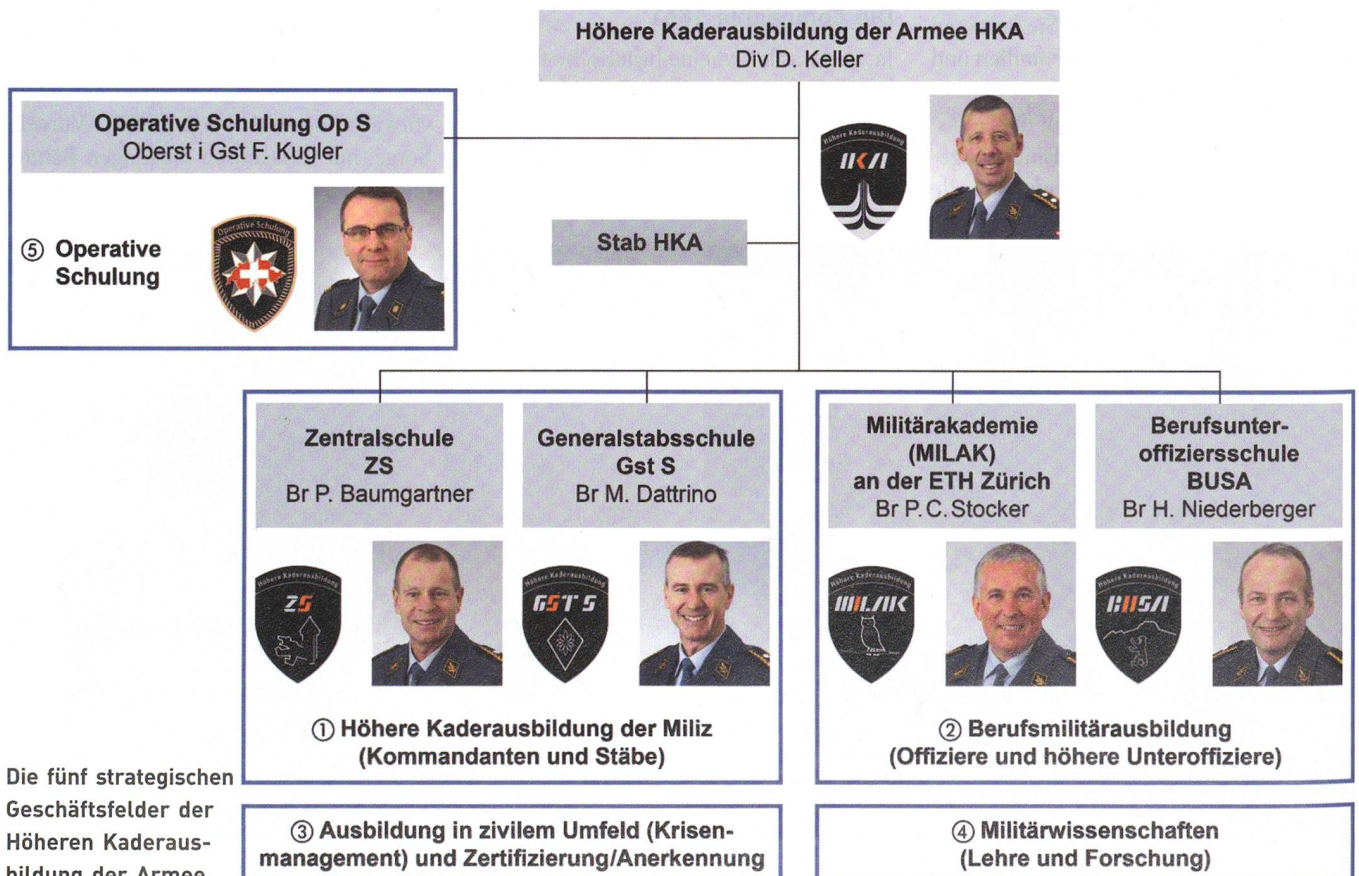 Höhere Kaderausbildung der Armee HKA
Div D. Keller
Operative Schulung Op S
Oberst i Gst F. Kugler
Höhere Kaderausbildung
HKA
Operative Schulung
⑤ Operative
Schulung
Stab HKA
Zentralschule
ZS
Br P. Baumgartner
Generalstabsschule
Gst S
Br M. Dattrino
Militärakademie
(MILAK)
an der ETH Zürich
Br P. C. Stocker
Berufsunter-
offiziersschule
BUSA
Br H. Niederberger
Höhere Kaderausbildung
ZS
Höhere Kaderausbildung
GST S
Höhere Kaderausbildung
MILAK
Höhere Kaderausbildung
BUSA
① Höhere Kaderausbildung der Miliz
(Kommandanten und Stäbe)
② Berufsmilitärausbildung
(Offiziere und höhere Unteroffiziere)
Die fünf strategischen
Geschäftsfelder der
Höheren Kaderaus-
bildung der Armee
③ Ausbildung in zivilem Umfeld (Krisen-
management) und Zertifizierung/Anerkennung
④ Militärwissenschaften
(Lehre und Forschung)